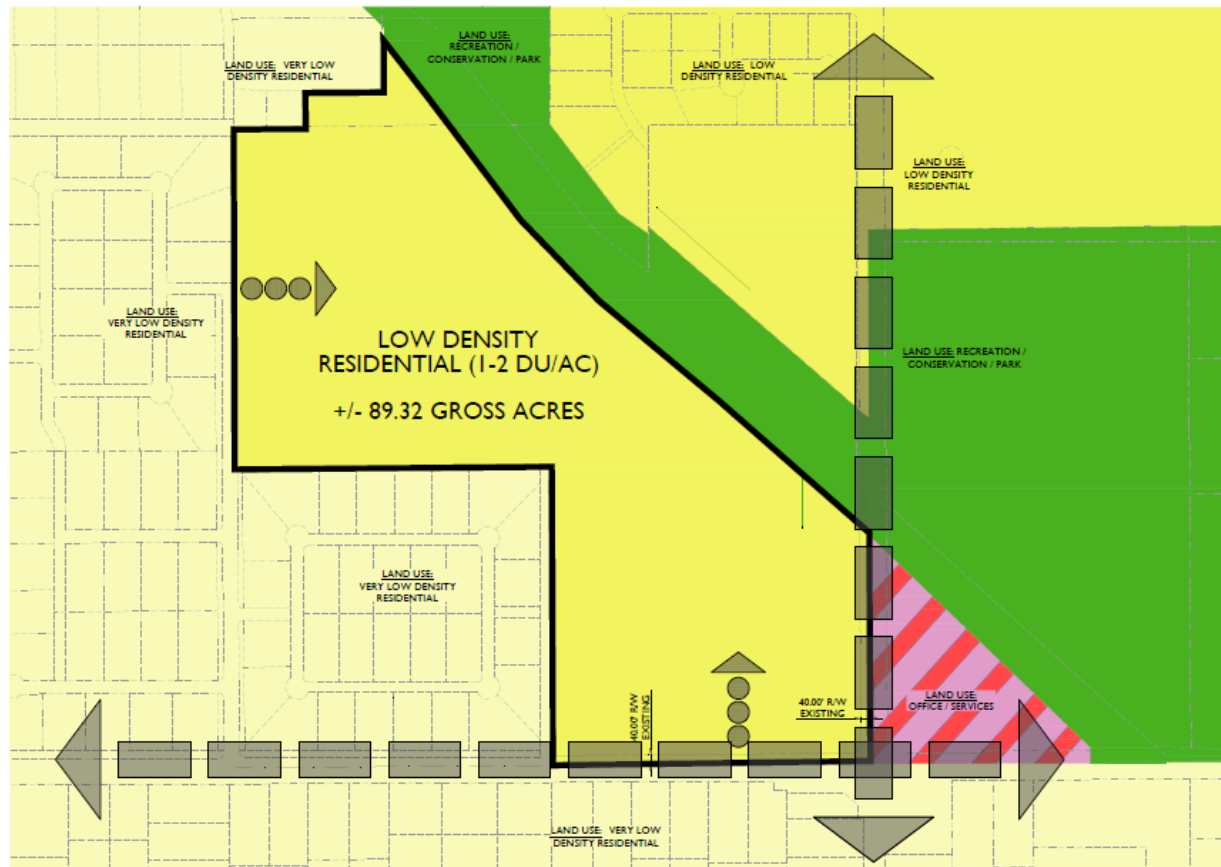 LAND USE:
RECREATION /
CONSERVATION / PARK
LAND USE: VERY LOW
DENSITY RESIDENTIAL
LAND USE: LOW
DENSITY RESIDENTIAL
LAND USE:
LOW DENSITY
RESIDENTIAL
LAND USE:
VERY LOW DENSITY
RESIDENTIAL
LOW DENSITY
RESIDENTIAL (1-2 DU/AC)
+/- 89.32 GROSS ACRES
LAND USE: RECREATION /
CONSERVATION / PARK
LAND USE:
VERY LOW DENSITY
RESIDENTIAL
40.00' R/W
EXISTING
40.00' R/W
EXISTING
LAND USE:
OFFICE / SERVICES
LAND USE: VERY LOW
DENSITY RESIDENTIAL